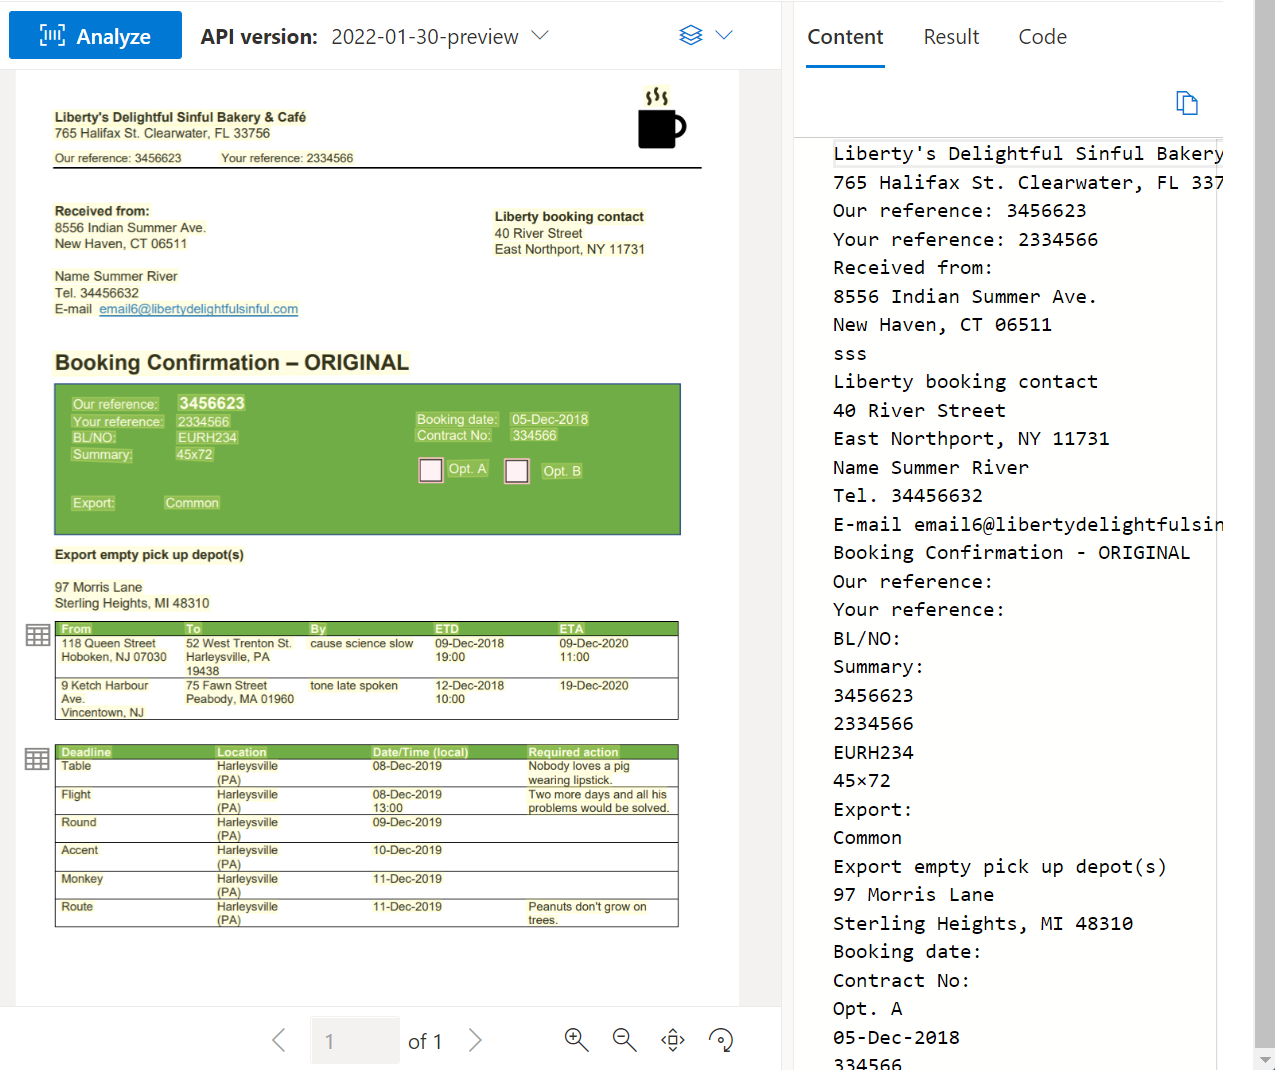 Analyze
API version: 2022-01-30-preview
Liberty's Delightful Sinful Bakery & Café
765 Halifax St. Clearwater, FL 33756
Our reference: 3456623 Your reference: 2334566
Received from:
8556 Indian Summer Ave.
New Haven, CT 06511
Liberty booking contact
40 River Street
East Northport, NY 11731
Name Summer River
Tel. 34456632
E-mail email6@libertydelightfulsinful.com
Booking Confirmation – ORIGINAL
Our reference: 3456623
Your reference: 2334566
BL/NO: EURH234
Summary: 45x72
Export: Common
Booking date: 05-Dec-2018
Contract No: 334566
Opt. A Opt. B
Export empty pick up depot(s)
97 Morris Lane
Sterling Heights, MI 48310
From To By ETD ETA
118 Queen Street 52 West Trenton St. cause science slow 09-Dec-2018 09-Dec-2020
Hoboken, NJ 07030 Harleysville, PA 19:00 11:00
19438
9 Ketch Harbour 75 Fawn Street tone late spoken 12-Dec-2018 19-Dec-2020
Ave. Peabody, MA 01960 10:00
Vincentown, NJ
Deadline Location Date/Time (local) Required action
Table Harleysville 08-Dec-2019 Nobody loves a pig
(PA) wearing lipstick.
Flight Harleysville 08-Dec-2019 Two more days and all his
(PA) 13:00 problems would be solved.
Round Harleysville 09-Dec-2019
(PA)
Accent Harleysville 10-Dec-2019
(PA)
Monkey Harleysville 11-Dec-2019
(PA)
Route Harleysville 11-Dec-2019 Peanuts don't grow on
(PA) trees.
1 of 1
Content Result Code
Liberty's Delightful Sinful Bakery
765 Halifax St. Clearwater, FL 337
Our reference: 3456623
Your reference: 2334566
Received from:
8556 Indian Summer Ave.
New Haven, CT 06511
sss
Liberty booking contact
40 River Street
East Northport, NY 11731
Name Summer River
Tel. 34456632
E-mail email6@libertydelightfulsin
Booking Confirmation - ORIGINAL
Our reference:
Your reference:
BL/NO:
Summary:
3456623
2334566
EURH234
45×72
Export:
Common
Export empty pick up depot(s)
97 Morris Lane
Sterling Heights, MI 48310
Booking date:
Contract No:
Opt. A
05-Dec-2018
334566